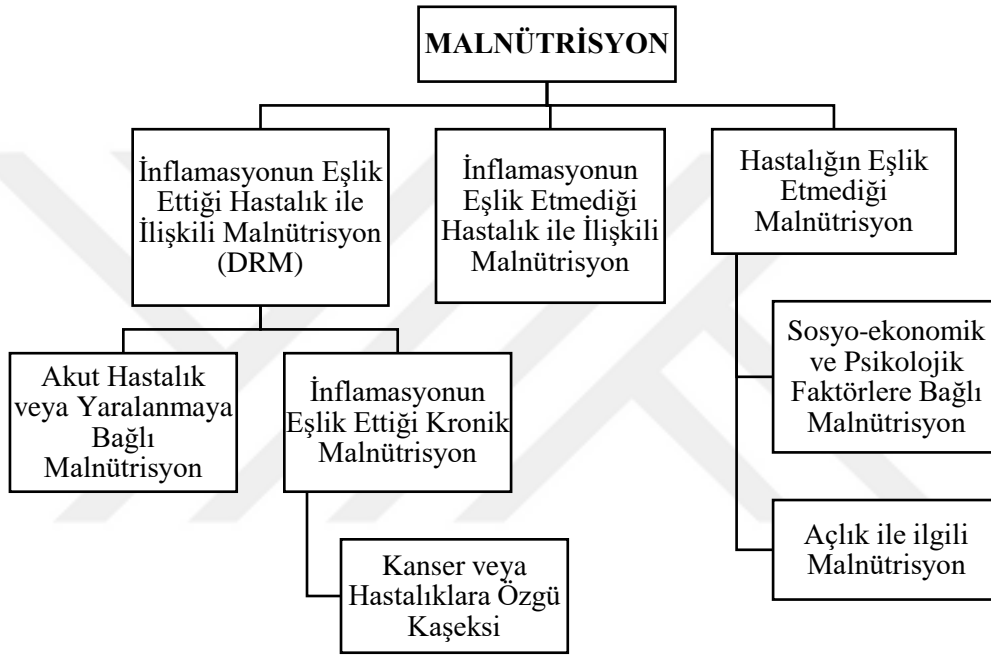 MALNÜTRİSYON
İnflamasyonun Eşlik
Ettiği Hastalık ile
İlişkili Malnütrisyon
(DRM)
İnflamasyonun
Eşlik Etmediği
Hastalık ile İlişkili
Malnütrisyon
Hastalığın Eşlik
Etmediği
Malnütrisyon
Akut Hastalık
veya Yaralanmaya
Bağlı
Malnütrisyon
İnflamasyonun
Eşlik Ettiği Kronik
Malnütrisyon
Sosyo-ekonomik
ve Psikolojik
Faktörlere Bağlı
Malnütrisyon
Kanser veya
Hastalıklara Özgü
Kaşeksi
Açlık ile ilgili
Malnütrisyon